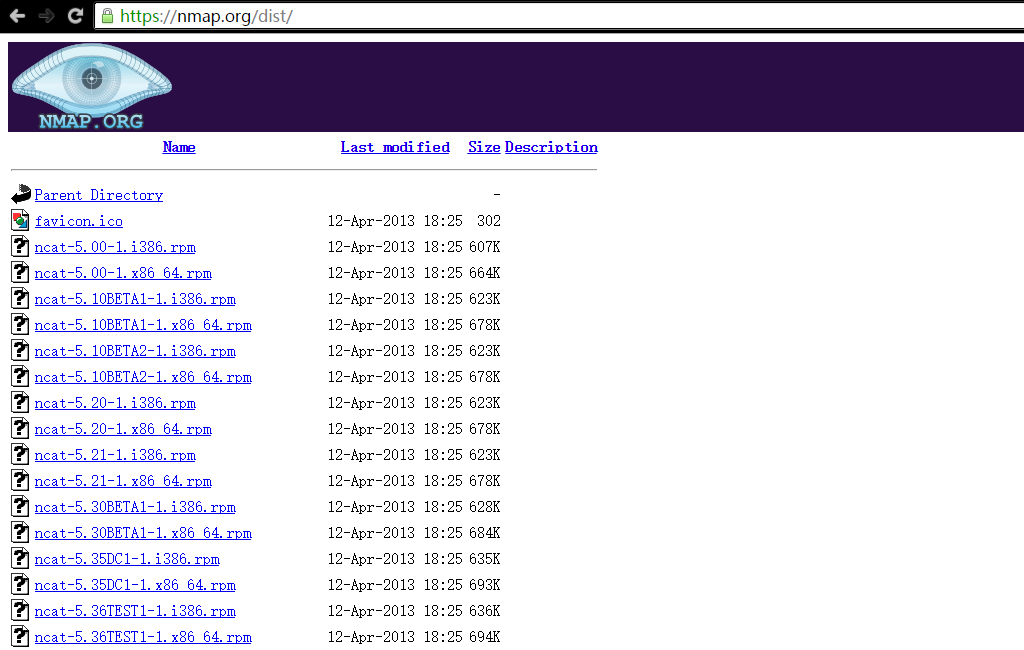 https://nmap.org/dist/
NMAP.ORG
Name Last modified Size Description
Parent Directory -
favicon.ico 12-Apr-2013 18:25 302
ncat-5.00-1.i386.rpm 12-Apr-2013 18:25 607K
ncat-5.00-1.x86_64.rpm 12-Apr-2013 18:25 664K
ncat-5.10BETA1-1.i386.rpm 12-Apr-2013 18:25 623K
ncat-5.10BETA1-1.x86_64.rpm 12-Apr-2013 18:25 678K
ncat-5.10BETA2-1.i386.rpm 12-Apr-2013 18:25 623K
ncat-5.10BETA2-1.x86_64.rpm 12-Apr-2013 18:25 678K
ncat-5.20-1.i386.rpm 12-Apr-2013 18:25 623K
ncat-5.20-1.x86_64.rpm 12-Apr-2013 18:25 678K
ncat-5.21-1.i386.rpm 12-Apr-2013 18:25 623K
ncat-5.21-1.x86_64.rpm 12-Apr-2013 18:25 678K
ncat-5.30BETA1-1.i386.rpm 12-Apr-2013 18:25 628K
ncat-5.30BETA1-1.x86_64.rpm 12-Apr-2013 18:25 684K
ncat-5.35DC1-1.i386.rpm 12-Apr-2013 18:25 635K
ncat-5.35DC1-1.x86_64.rpm 12-Apr-2013 18:25 693K
ncat-5.36TEST1-1.i386.rpm 12-Apr-2013 18:25 636K
ncat-5.36TEST1-1.x86_64.rpm 12-Apr-2013 18:25 694K